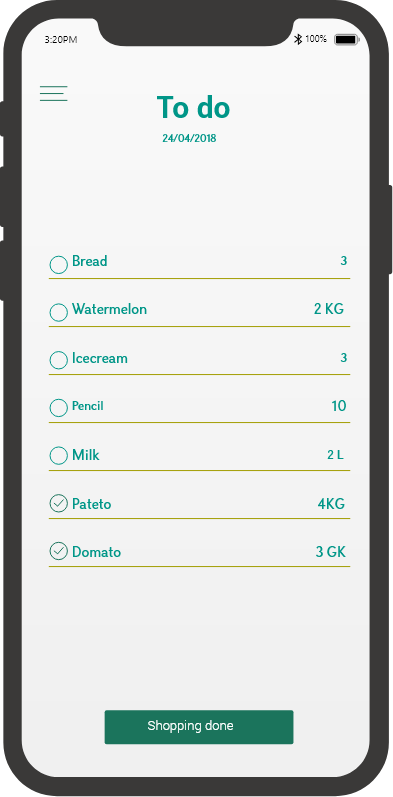 3:20PM 100%
To do
24/04/2018
Bread 3
Watermelon 2 KG
Icecream 3
Pencil 10
Milk 2 L
Pateto 4KG
Domato 3 GK
Shopping done